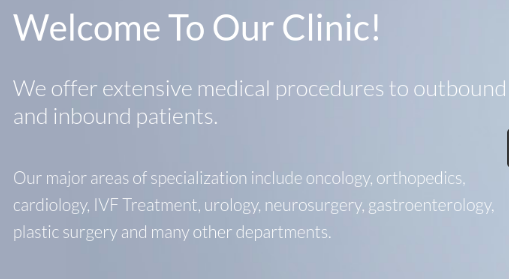 Welcome To Our Clinic!
We offer extensive medical procedures to outbound
and inbound patients.
Our major areas of specialization include oncology, orthopedics,
cardiology, IVF Treatment, urology, neurosurgery, gastroenterology,
plastic surgery and many other departments.